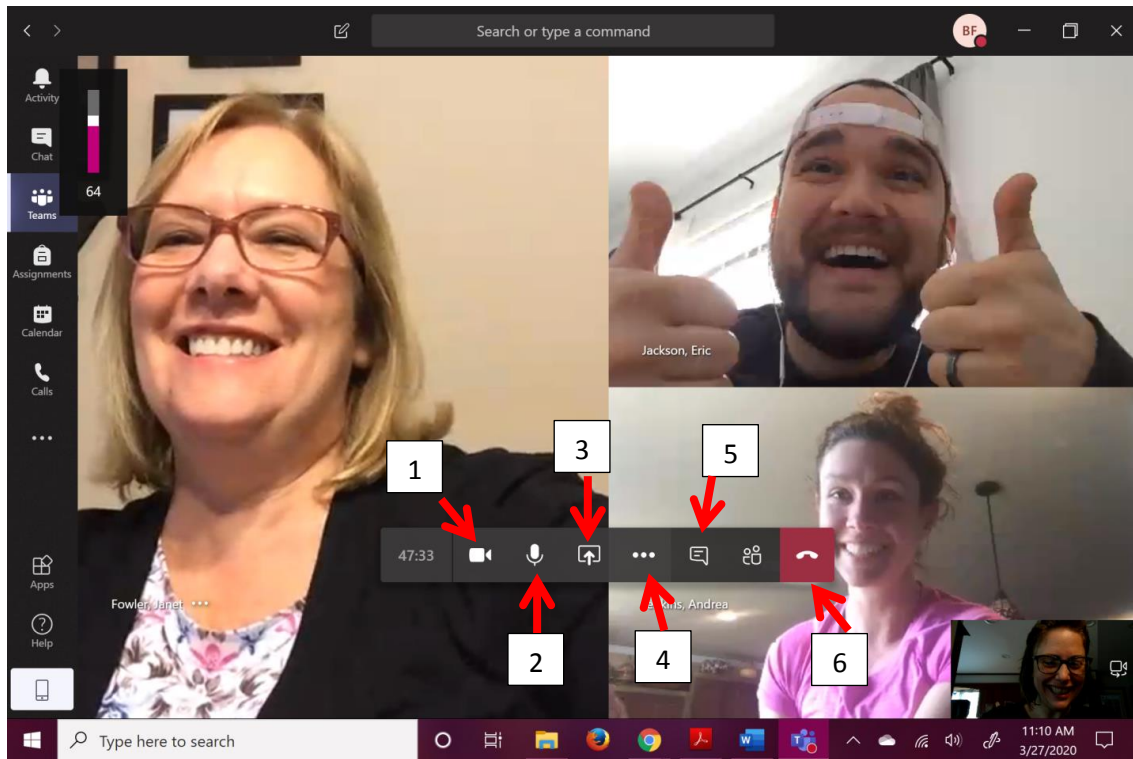 Search or type a command
BF
Activity
Chat
64
Teams
Assignments
Calendar
Calls
Apps
Help
Jackson, Eric
1
3
5
47:33
Fowler, Janet
Andrea
2
4
6
Type here to search
11:10 AM
3/27/2020